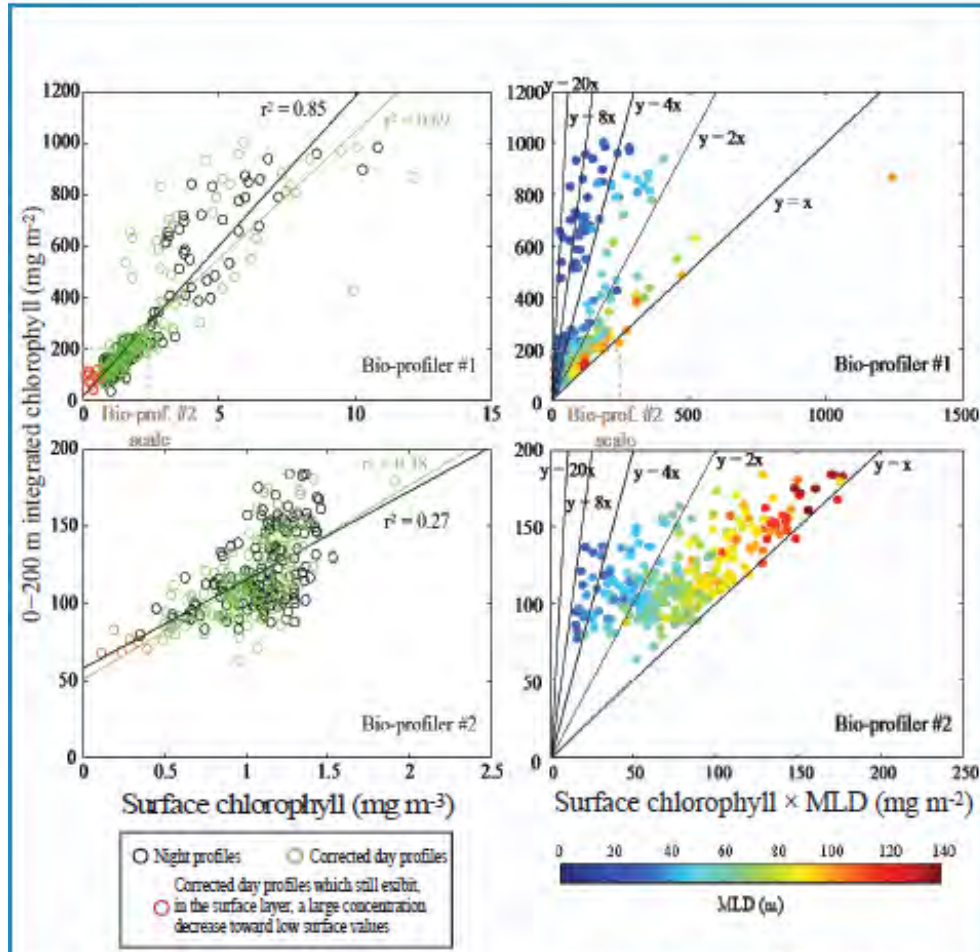 1200
1000
800
600
400
200
0
0 5 10 15
r² = 0.85
r² = 0.69
Bio-profiler #1
Bio-prof. #2
scale
1200
1000
800
600
400
200
0
0 500 1000 1500
y = 20x
y = 8x
y = 4x
y = 2x
y = x
Bio-profiler #1
Bio-prof. #2
scale
0–200 m integrated chlorophyll (mg m-2)
200
150
100
50
0
0 0.5 1 1.5 2 2.5
r² = 0.27
Bio-profiler #2
Surface chlorophyll (mg m-3)
200
150
100
50
0
0 50 100 150 200 250
y = 20x
y = 8x
y = 4x
y = 2x
y = x
Bio-profiler #2
Surface chlorophyll × MLD (mg m-2)
Night profiles Corrected day profiles
Corrected day profiles which still exibit,
in the surface layer, a large concentration
decrease toward low surface values
0 20 40 60 80 100 120 140
MLD (m)